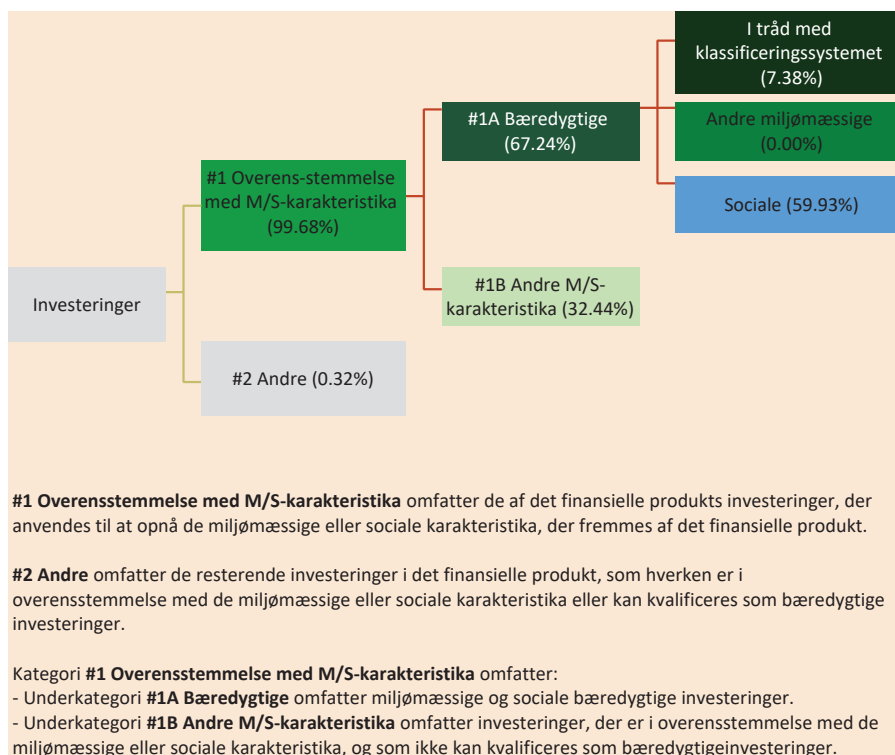 I tråd med
klassificeringssystemet
(7.38%)
#1A Bæredygtige
(67.24%)
Andre miljømæssige
(0.00%)
#1 Overens-stemmelse
med M/S-karakteristika
(99.68%)
Sociale (59.93%)
Investeringer
#1B Andre M/S-
karakteristika (32.44%)
#2 Andre (0.32%)
#1 Overensstemmelse med M/S-karakteristika omfatter de af det finansielle produkts investeringer, der
anvendes til at opnå de miljømæssige eller sociale karakteristika, der fremmes af det finansielle produkt.
#2 Andre omfatter de resterende investeringer i det finansielle produkt, som hverken er i
overensstemmelse med de miljømæssige eller sociale karakteristika eller kan kvalificeres som bæredygtige
investeringer.
Kategori #1 Overensstemmelse med M/S-karakteristika omfatter:
- Underkategori #1A Bæredygtige omfatter miljømæssige og sociale bæredygtige investeringer.
- Underkategori #1B Andre M/S-karakteristika omfatter investeringer, der er i overensstemmelse med de
miljømæssige eller sociale karakteristika, og som ikke kan kvalificeres som bæredygtigeinvesteringer.